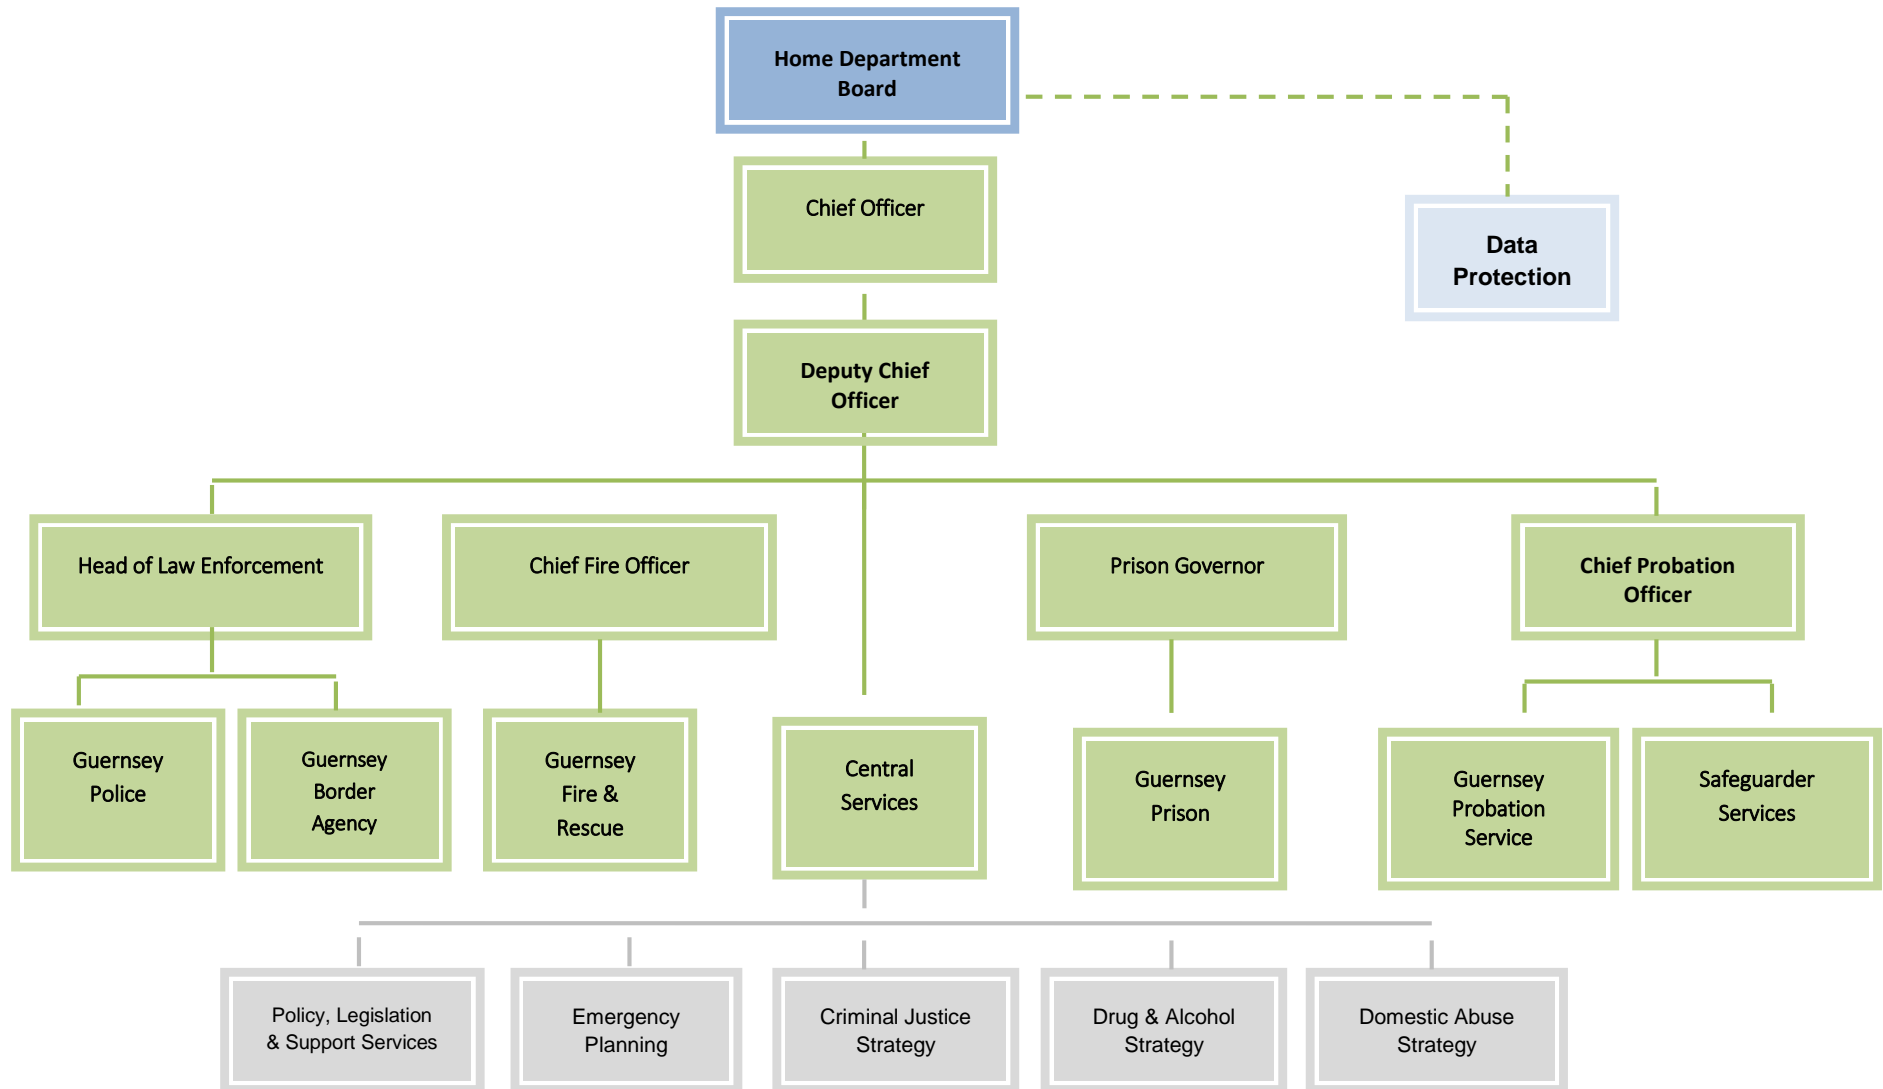 Home Department
Board
Chief Officer
Data
Protection
Deputy Chief
Officer
Head of Law Enforcement
Chief Fire Officer
Prison Governor
Chief Probation
Officer
Guernsey
Police
Guernsey
Border
Agency
Guernsey
Fire &
Rescue
Central
Services
Guernsey
Prison
Guernsey
Probation
Service
Safeguarder
Services
Policy, Legislation
& Support Services
Emergency
Planning
Criminal Justice
Strategy
Drug & Alcohol
Strategy
Domestic Abuse
Strategy